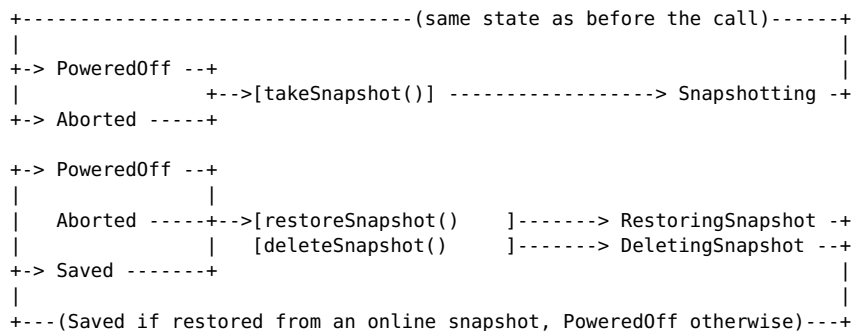 +---------------------------------(same state as before the call)------+
|                                                                      |
+-> PoweredOff --+                                                     |
|                +-->[takeSnapshot()] ------------------> Snapshotting -+
+-> Aborted -----+

+-> PoweredOff --+
|                |
|   Aborted -----+-->[restoreSnapshot()    ]-------> RestoringSnapshot -+
|                |   [deleteSnapshot()     ]-------> DeletingSnapshot --+
+-> Saved -------+                                                     |
|                                                                      |
+---(Saved if restored from an online snapshot, PoweredOff otherwise)---+